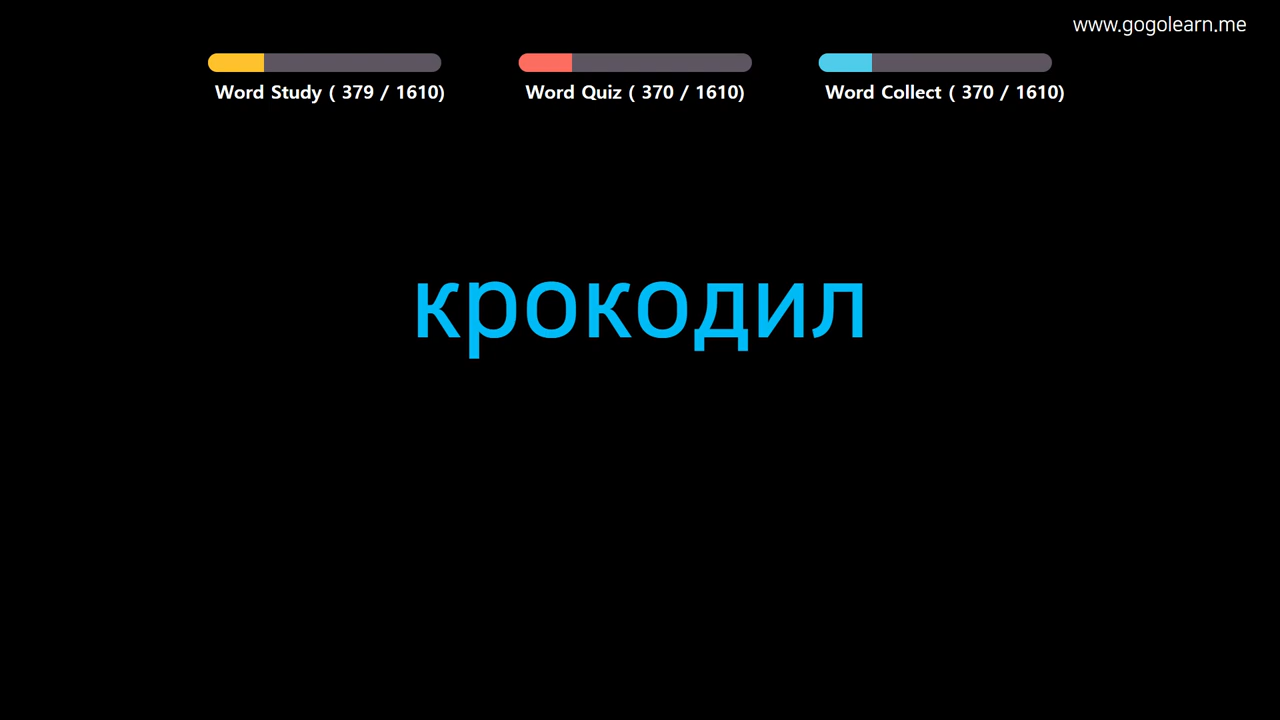 www.gogolearn.me
Word Study ( 379 / 1610)
Word Quiz ( 370 / 1610)
Word Collect ( 370 / 1610)
крокодил